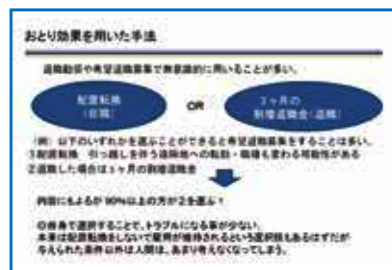 おとり効果を用いた手法
退職勧奨や希望退職募集で無意識的に用いることが多い。
配置転換
(在職)
OR
3ヶ月の
割増退職金(退職)
(例) 以下のいずれかを選ぶことができると希望退職募集をすることは多い。
①配置転換 引っ越しを伴う遠隔地への転勤・職種も変わる可能性がある
②退職した場合は3ヶ月の割増退職金
内容にもよるが 90%以上の方が2を選ぶ!
◎自身で選択することで、トラブルになる事が少ない。
本来は配置転換をしないで雇用が維持されるという選択肢もあるはずだが
与えられた条件以外は人間は、あまり考えなくなってしまう。